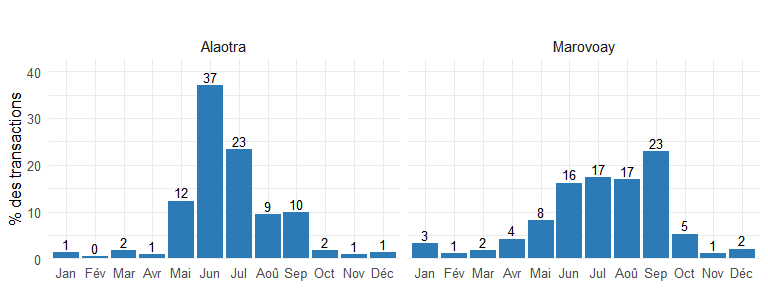 Alaotra
Marovoay
% des transactions
40
30
20
10
0
1 0 2 1 12 37 23 9 10 2 1 1
3 1 2 4 8 16 17 17 23 5 1 2
Jan Fév Mar Avr Mai Jun Jul Aoû Sep Oct Nov Déc
Jan Fév Mar Avr Mai Jun Jul Aoû Sep Oct Nov Déc